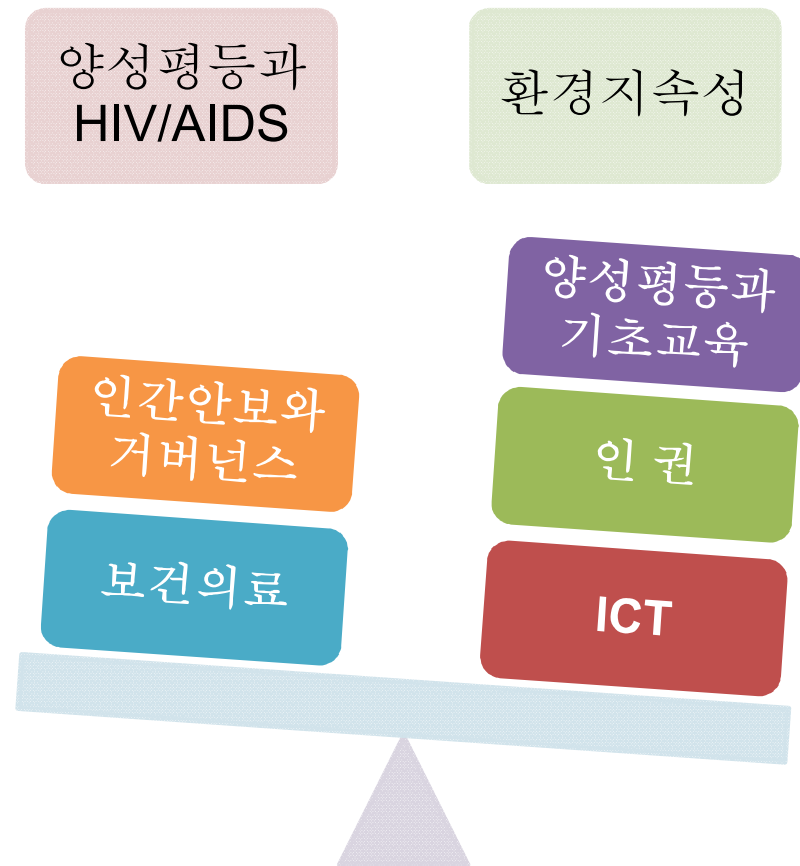 양성평등과
HIV/AIDS
환경지속성
양성평등과
기초교육
인간안보와
거버넌스
인 권
보건의료
ICT